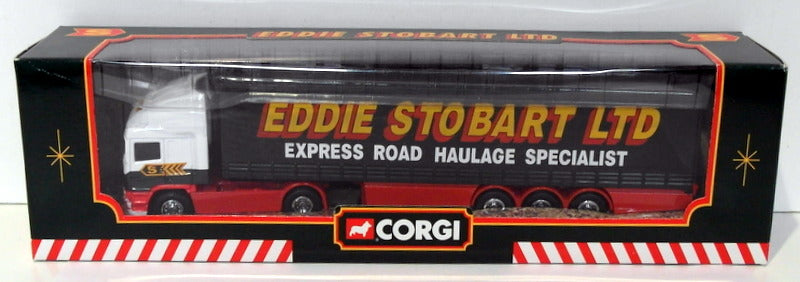 S
EDDIE STOBART LTD
S
EDDIE STOBART LTD
EXPRESS ROAD HAULAGE SPECIALIST
S
CORGI